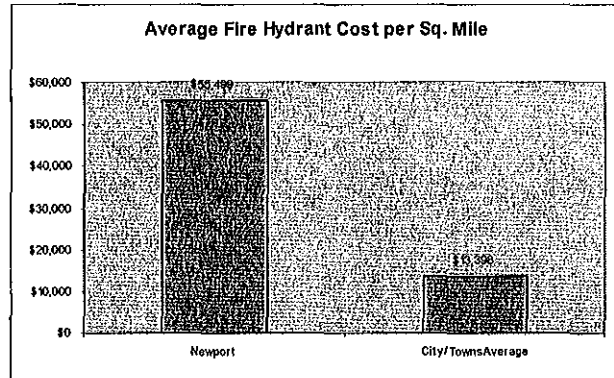 Average Fire Hydrant Cost per Sq. Mile
$60,000
$50,000
$40,000
$30,000
$20,000
$10,000
$0
Newport
City/TownsAverage